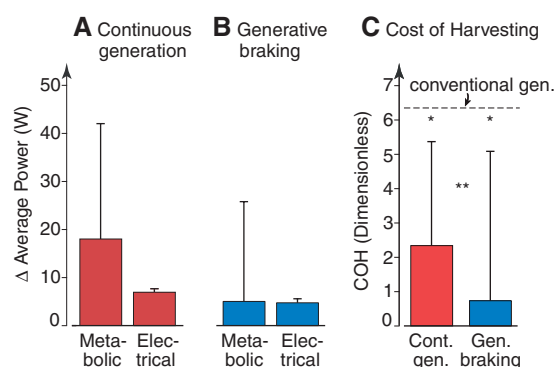 A Continuous
generation
B Generative
braking
C Cost of Harvesting
Δ Average Power (W)
50
40
30
20
10
0
Meta-
bolic
Elec-
trical
Meta-
bolic
Elec-
trical
COH (Dimensionless)
7
6
5
4
3
2
1
0
conventional gen.
* *
**
Cont.
gen.
Gen.
braking